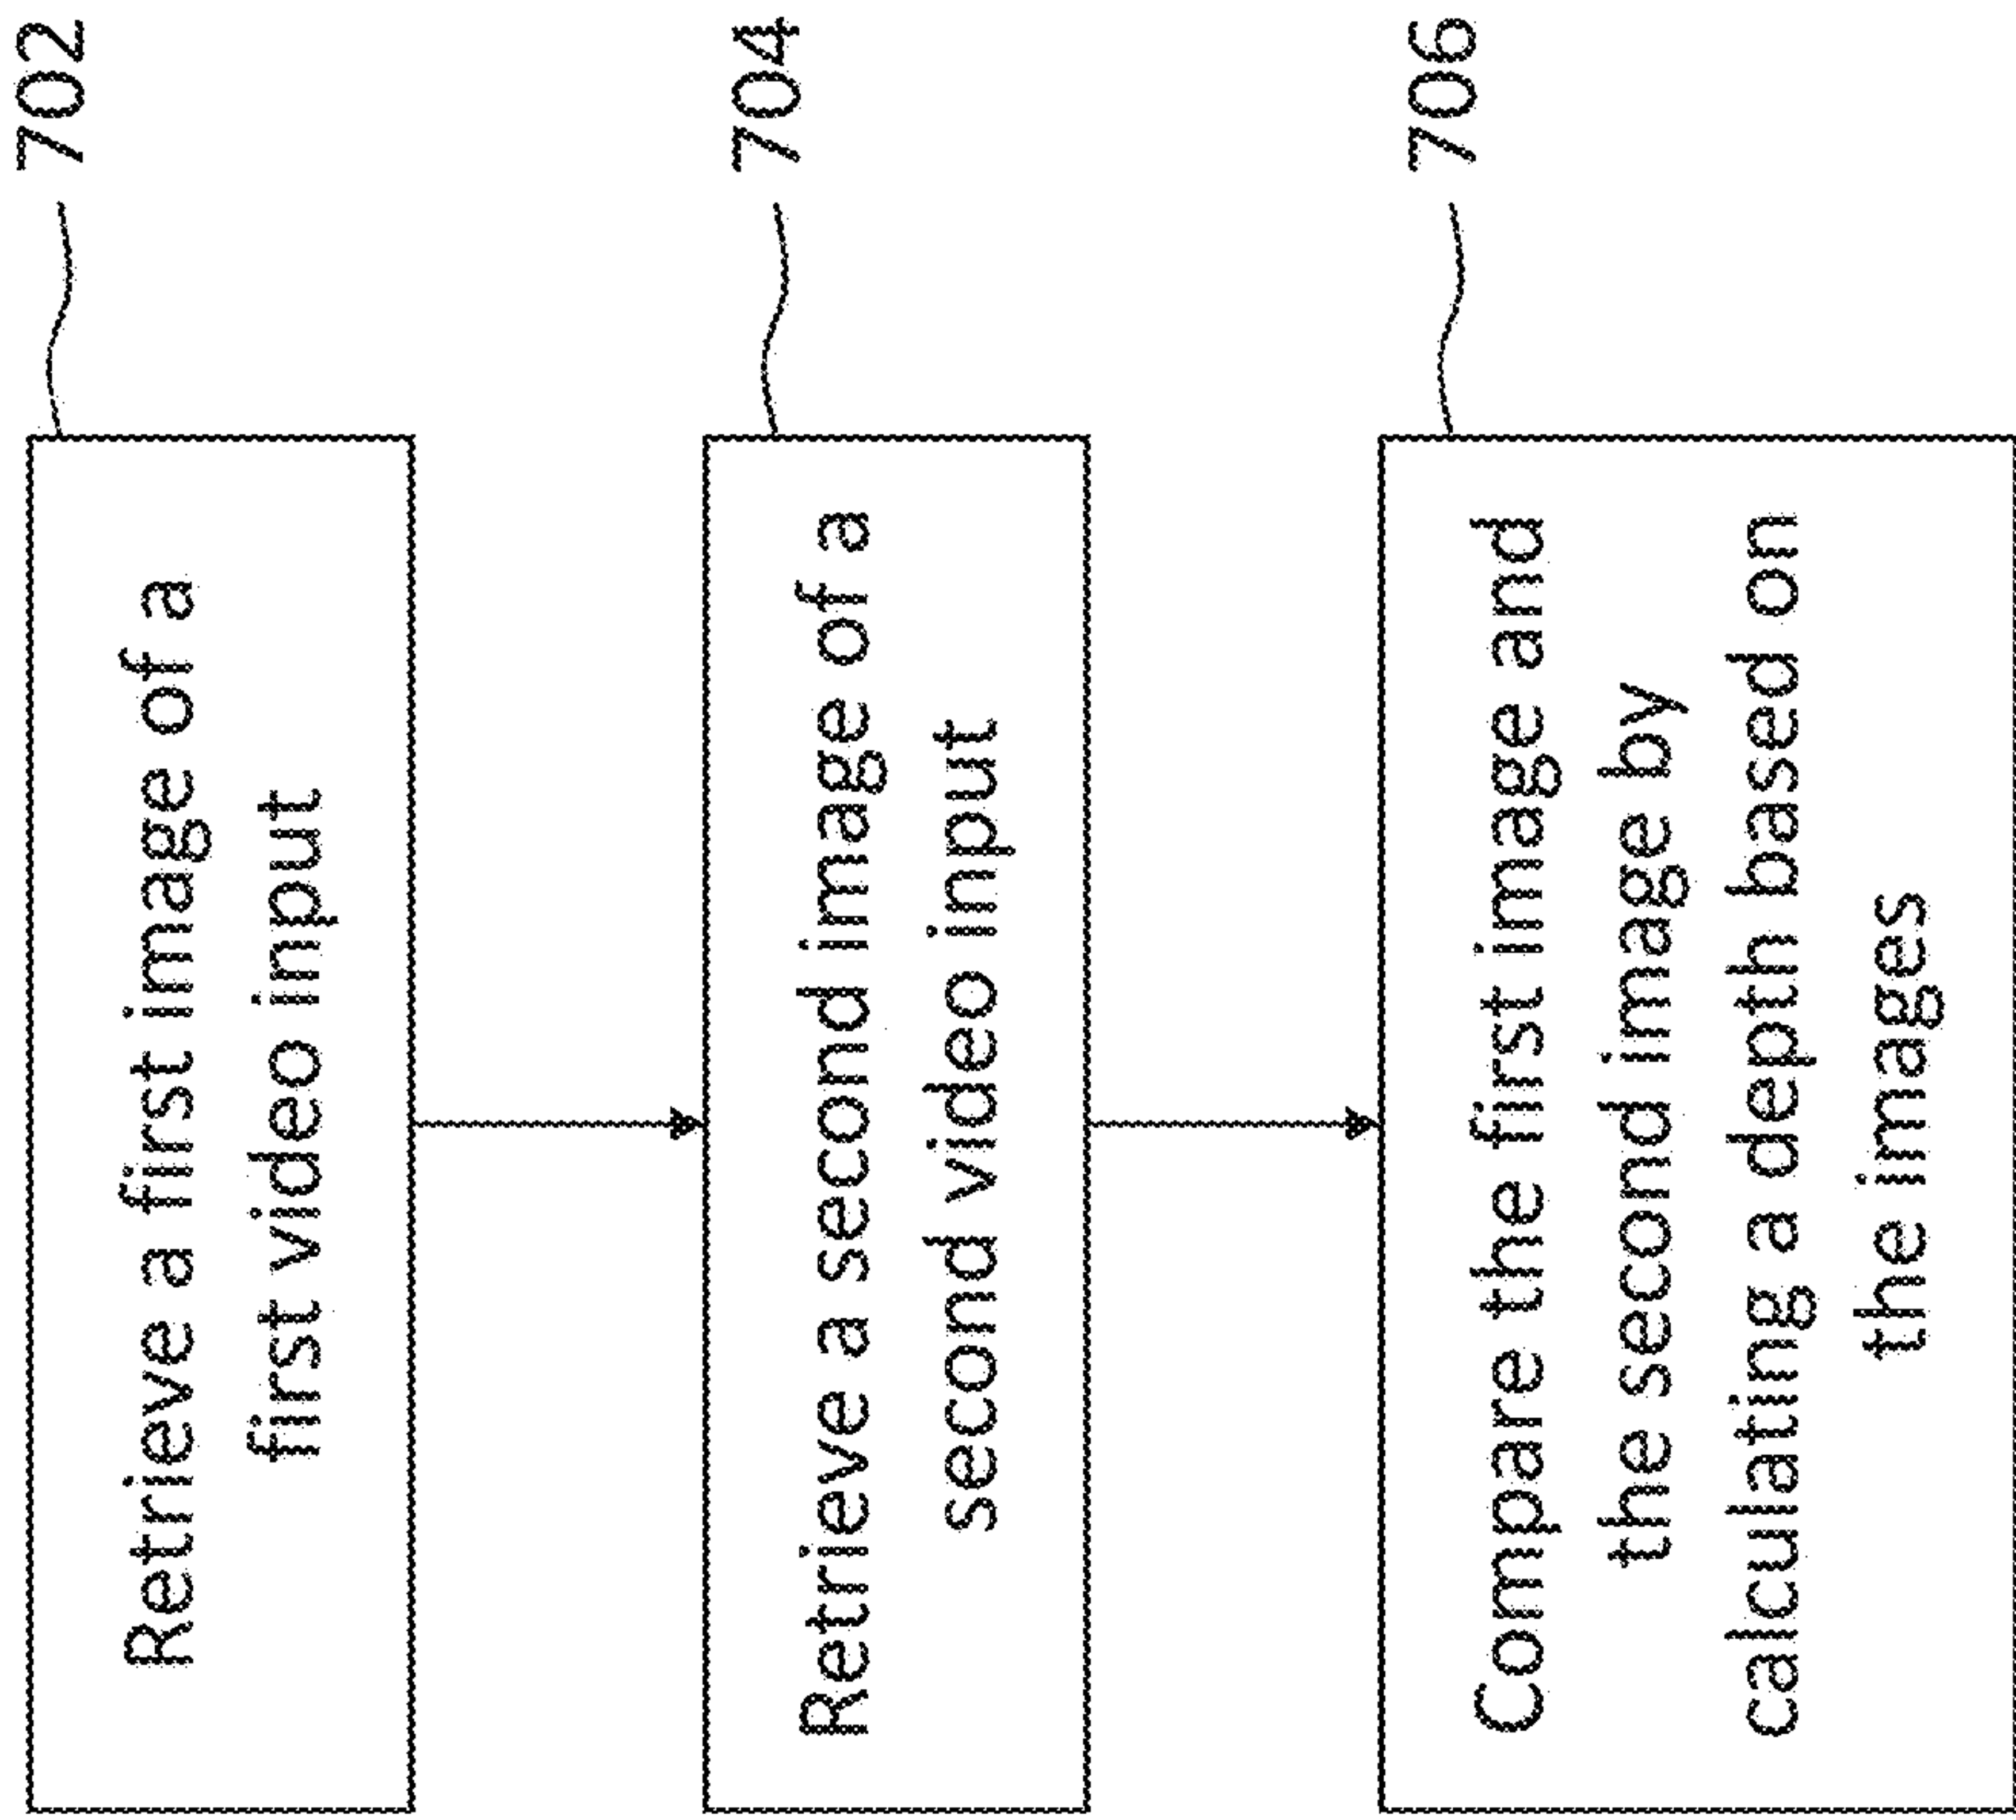 702
Retrieve a first image of a
first video input
704
Retrieve a second image of a
second video input
706
Compare the first image and
the second image by
calculating a depth based on
the images